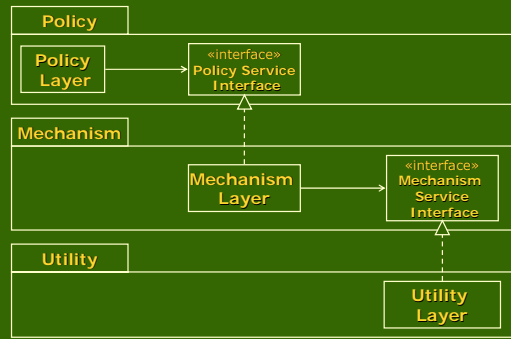 Policy
Policy
Layer
«interface»
Policy Service
Interface
Mechanism
Mechanism
Layer
«interface»
Mechanism
Service
Interface
Utility
Utility
Layer